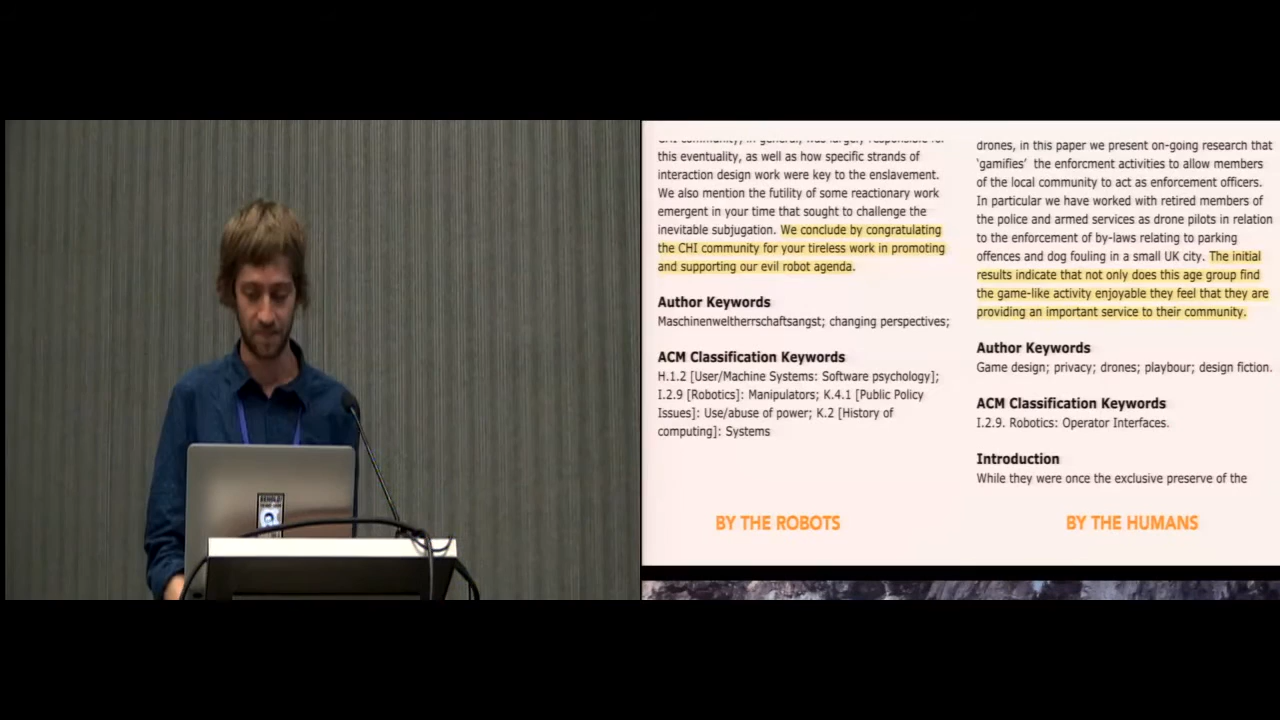 CHI community, in general, was largely responsible for
this eventuality, as well as how specific strands of
interaction design work were key to the enslavement.
We also mention the futility of some reactionary work
emergent in your time that sought to challenge the
inevitable subjugation. We conclude by congratulating
the CHI community for your tireless work in promoting
and supporting our evil robot agenda.
Author Keywords
Maschinenweltherrschaftsangst; changing perspectives;
ACM Classification Keywords
H.1.2 [User/Machine Systems: Software psychology];
I.2.9 [Robotics]: Manipulators; K.4.1 [Public Policy
Issues]: Use/abuse of power; K.2 [History of
computing]: Systems
BY THE ROBOTS
drones, in this paper we present on-going research that
'gamifies' the enforcment activities to allow members
of the local community to act as enforcement officers.
In particular we have worked with retired members of
the police and armed services as drone pilots in relation
to the enforcement of by-laws relating to parking
offences and dog fouling in a small UK city. The initial
results indicate that not only does this age group find
the game-like activity enjoyable they feel that they are
providing an important service to their community.
Author Keywords
Game design; privacy; drones; playbour; design fiction.
ACM Classification Keywords
I.2.9. Robotics: Operator Interfaces.
Introduction
While they were once the exclusive preserve of the
BY THE HUMANS